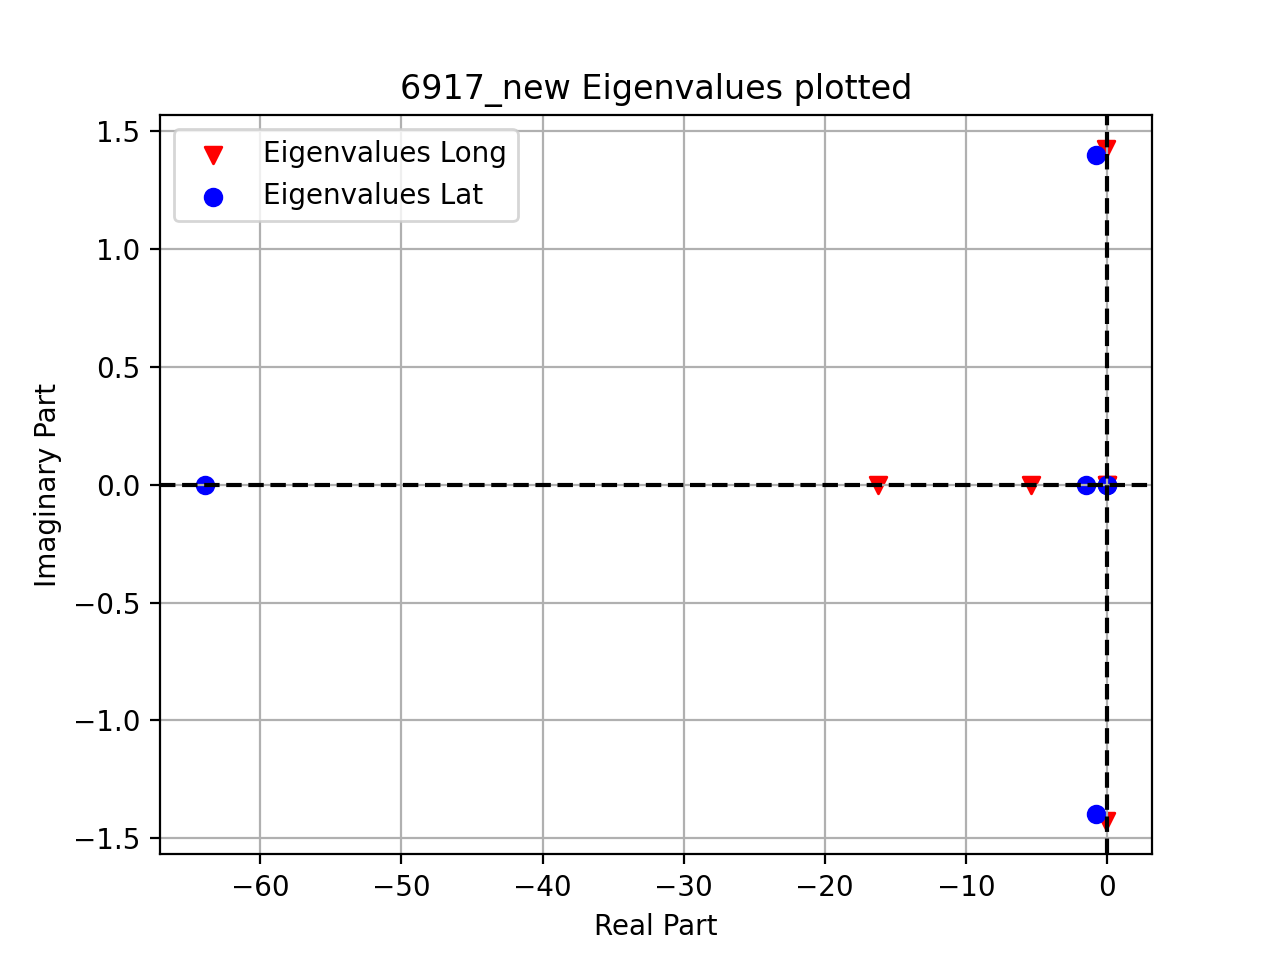 6917_new Eigenvalues plotted
Eigenvalues Long
Eigenvalues Lat
1.5
1.0
0.5
0.0
−0.5
−1.0
−1.5
Imaginary Part
−60
−50
−40
−30
−20
−10
0
Real Part